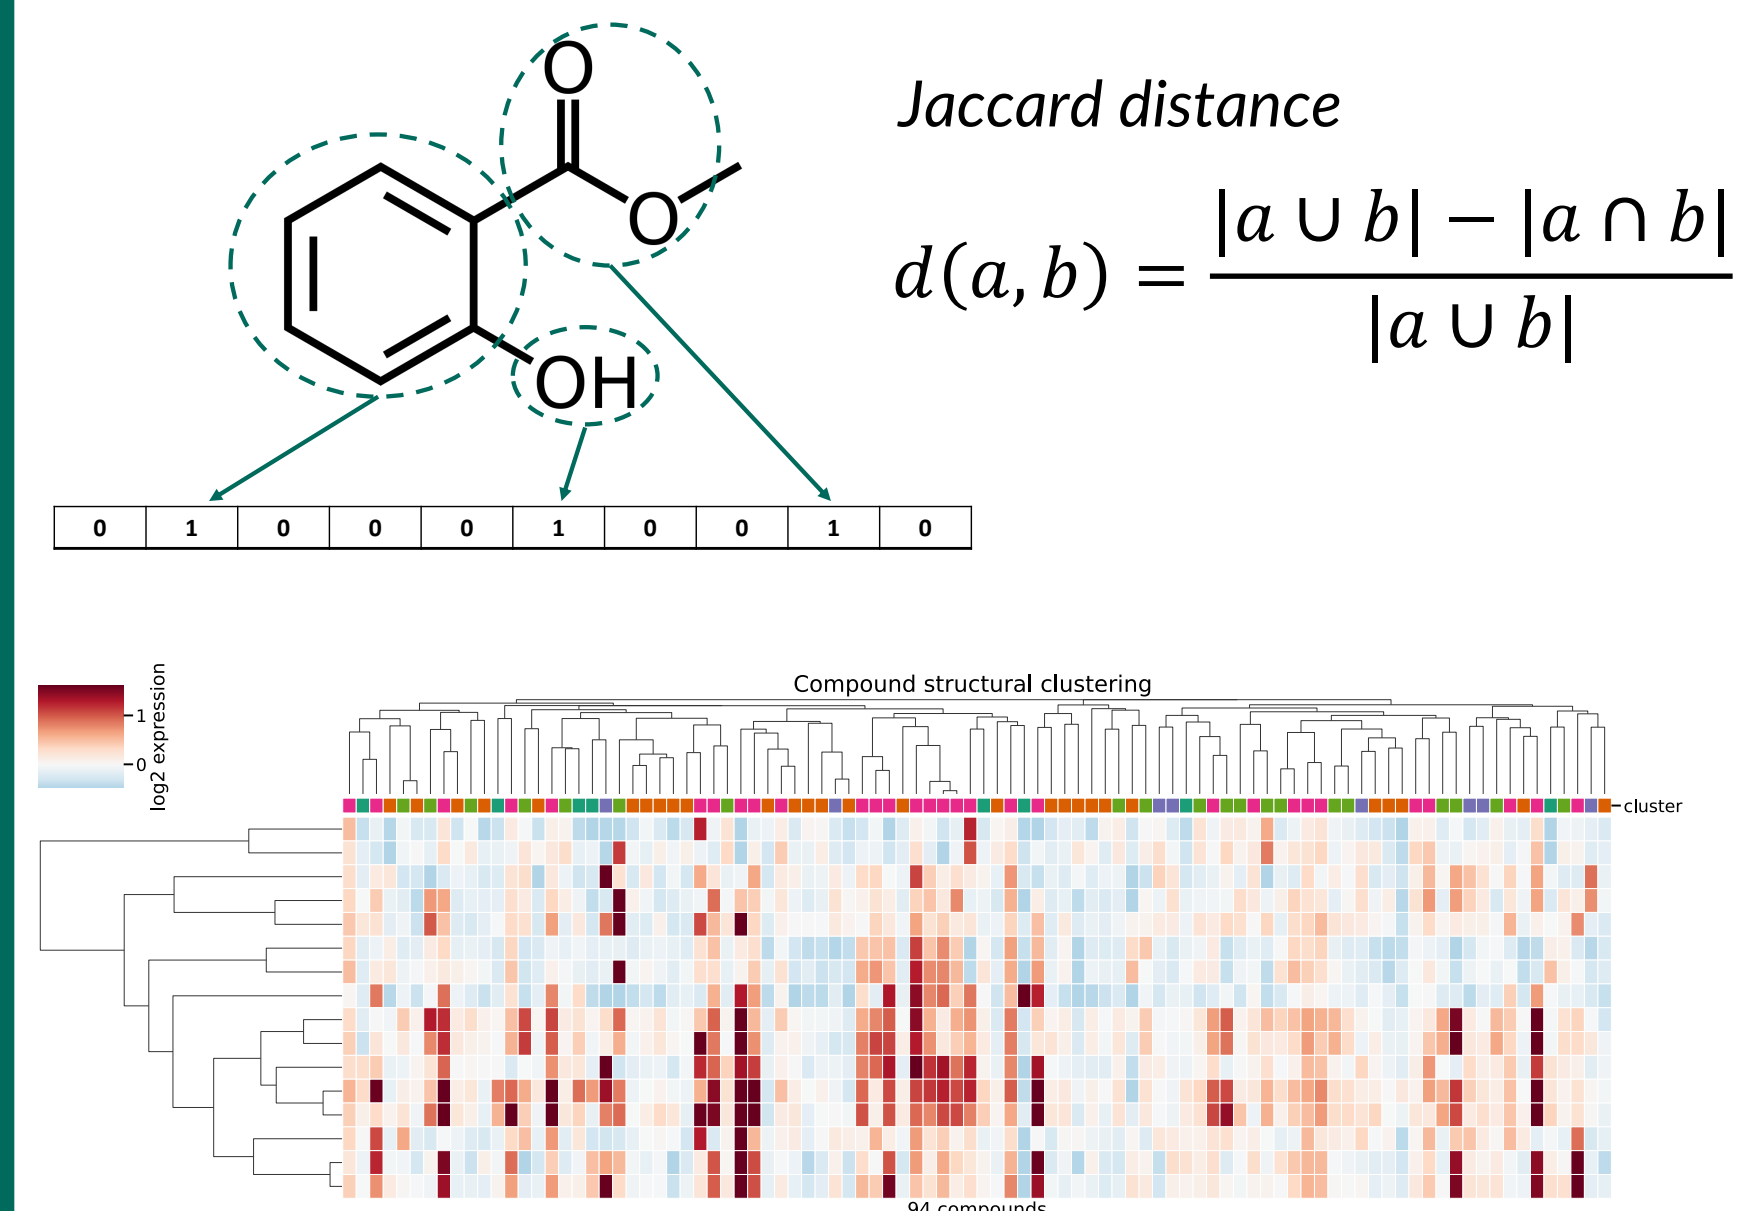 O
O
OH
Jaccard distance
d(a, b) = |a ∪ b| − |a ∩ b| / |a ∪ b|
0 1 0 0 0 1 0 0 1 0
Compound structural clustering
1
0
log2 expression
cluster
94 compounds